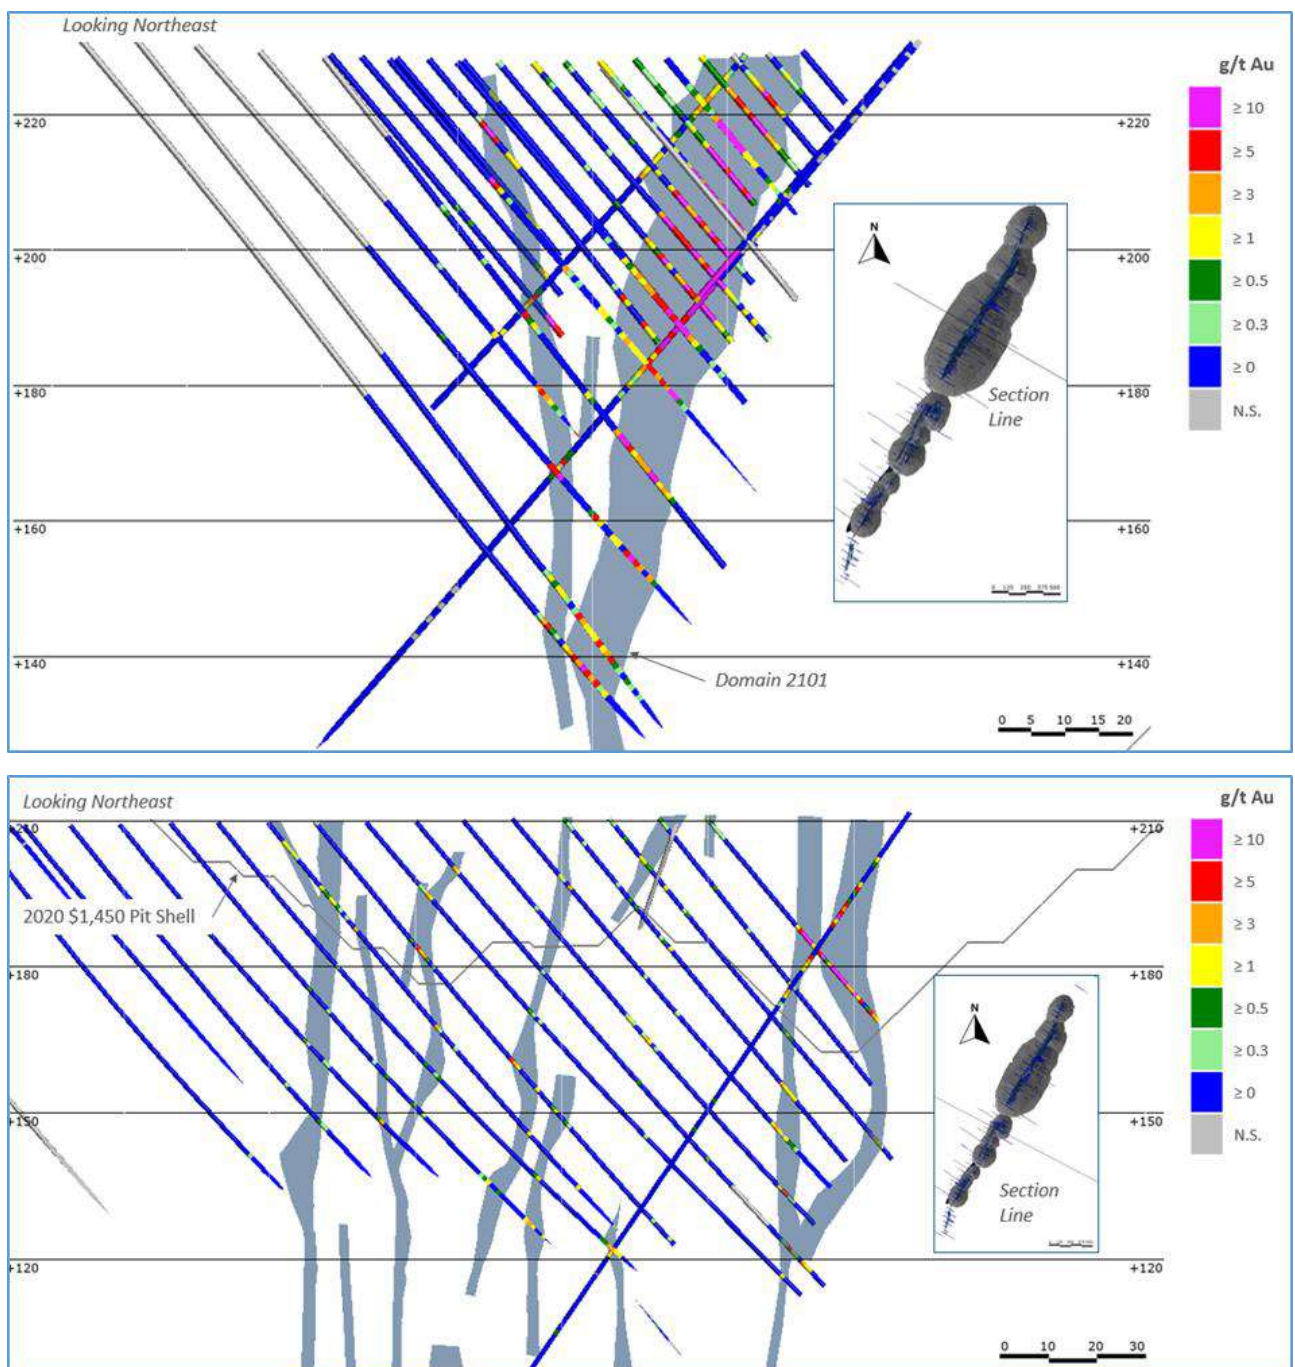 Looking Northeast
g/t Au
≥ 10
≥ 5
≥ 3
≥ 1
≥ 0.5
≥ 0.3
≥ 0
N.S.
+220 +220
+200 +200
+180 +180
+160 +160
+140 +140
N
Section
Line
Domain 2101
0 5 10 15 20
Looking Northeast
g/t Au
≥ 10
≥ 5
≥ 3
≥ 1
≥ 0.5
≥ 0.3
≥ 0
N.S.
+210 +210
2020 $1,450 Pit Shell
+180 +180
+150 +150
+120 +120
N
Section
Line
0 10 20 30